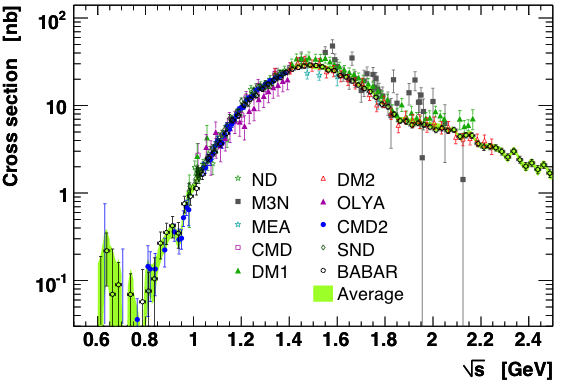 Cross section [nb]
10²
10
1
10⁻¹
ND
M3N
MEA
CMD
DM1
DM2
OLYA
CMD2
SND
BABAR
Average
0.6 0.8 1 1.2 1.4 1.6 1.8 2 2.2 2.4
√s [GeV]